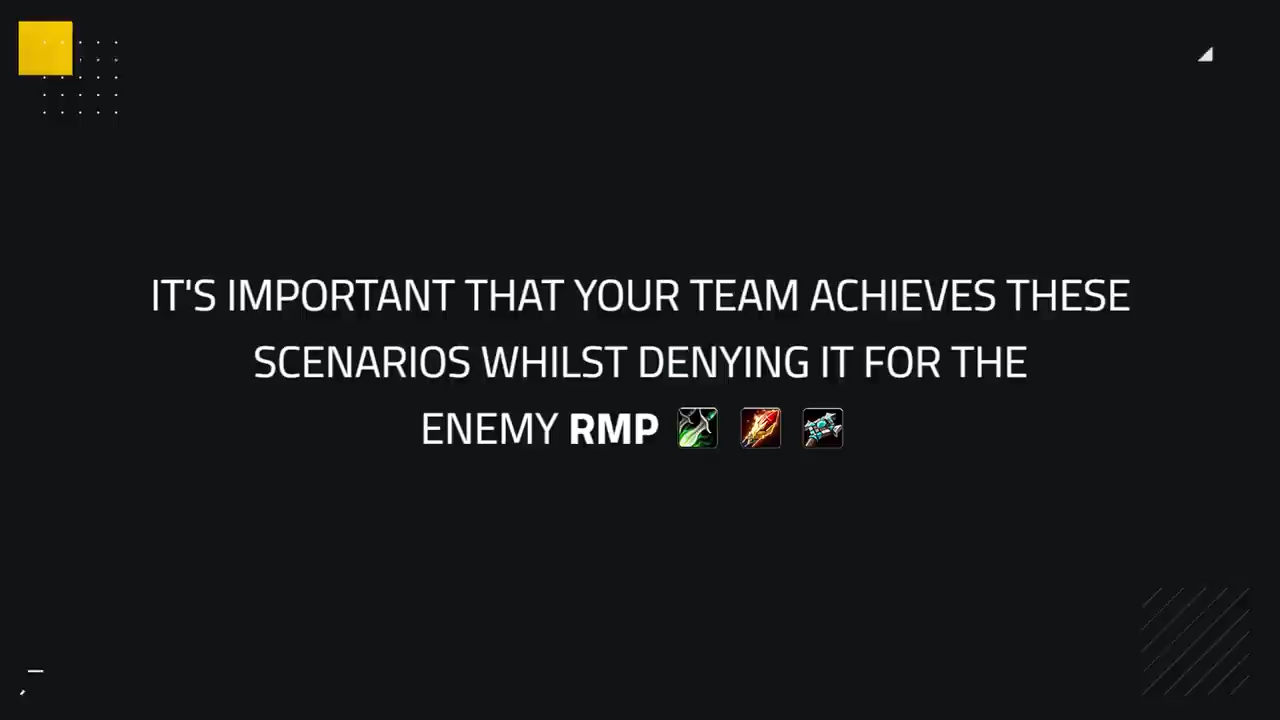 IT'S IMPORTANT THAT YOUR TEAM ACHIEVES THESE
SCENARIOS WHILST DENYING IT FOR THE
ENEMY RMP